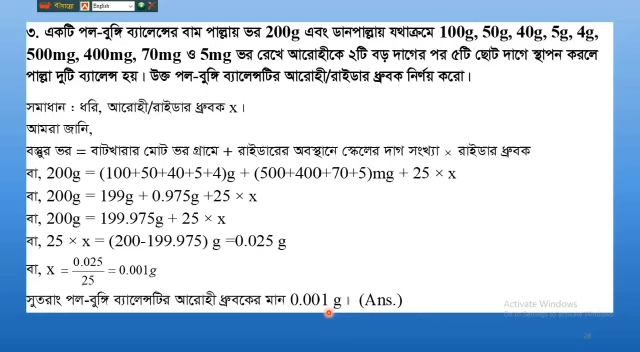 বাংলা English
৩. একটি পল-বুঙ্গি ব্যালেন্সের বাম পাল্লায় ভর 200g এবং ডানপাল্লায় যথাক্রমে 100g, 50g, 40g, 5g, 4g,
500mg, 400mg, 70mg ও 5mg ভর রেখে আরোহীকে ২টি বড় দাগের পর ৫টি ছোট দাগে স্থাপন করলে
পাল্লা দুটি ব্যালেন্স হয়। উক্ত পল-বুঙ্গি ব্যালেন্সটির আরোহী/রাইডার ধ্রুবক নির্ণয় করো।
সমাধান : ধরি, আরোহী/রাইডার ধ্রুবক x ।
আমরা জানি,
বস্তুর ভর = বাটখারার মোট ভর গ্রামে + রাইডারের অবস্থানে স্কেলের দাগ সংখ্যা × রাইডার ধ্রুবক
বা, 200g = (100+50+40+5+4)g + (500+400+70+5)mg + 25 × x
বা, 200g = 199g + 0.975g +25 × x
বা, 200g = 199.975g + 25 × x
বা, 25 × x = (200-199.975) g =0.025 g
বা, x = 0.025/25 = 0.001g
সুতরাং পল-বুঙ্গি ব্যালেন্সটির আরোহী ধ্রুবকের মান 0.001 g। (Ans.)
Activate Windows
28